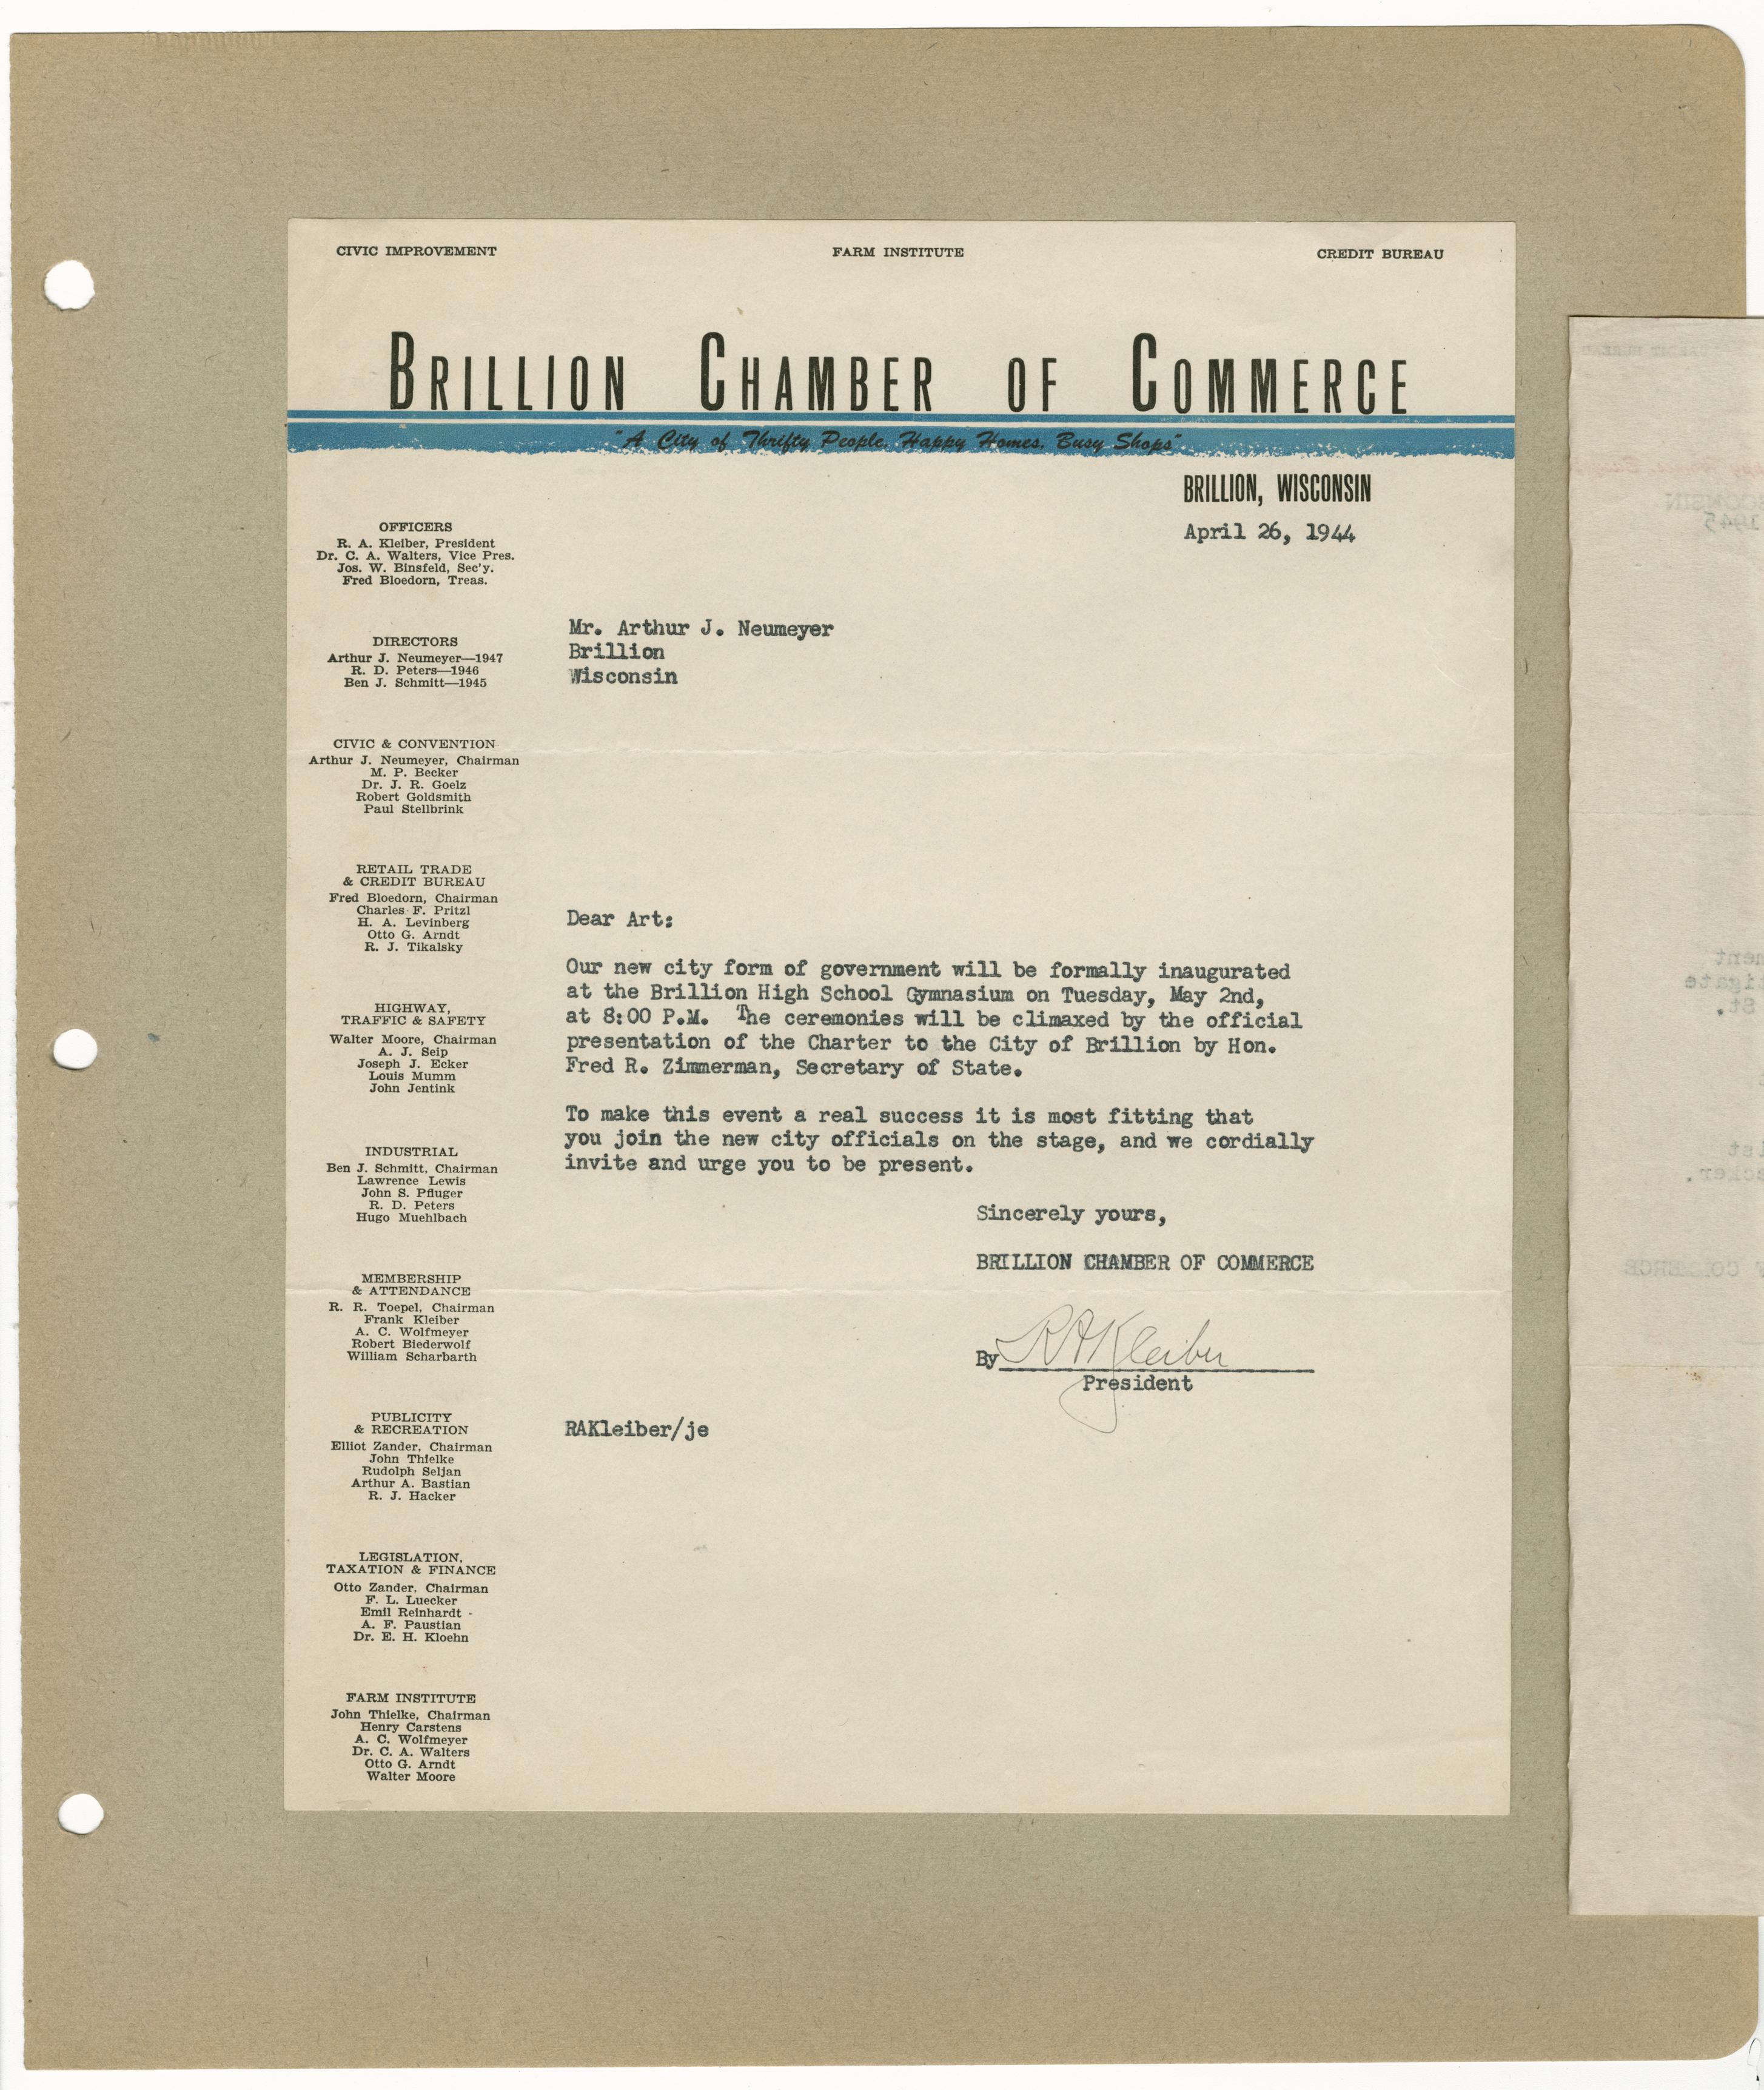 CIVIC IMPROVEMENT FARM INSTITUTE CREDIT BUREAU
BRILLION CHAMBER OF COMMERCE
"A City of Thrifty People, Happy Homes, Busy Shops"
BRILLION, WISCONSIN
April 26, 1944
OFFICERS
R. A. Kleiber, President
Dr. C. A. Walters, Vice Pres.
Jos. W. Binsfeld, Sec'y.
Fred Bloedorn, Treas.
DIRECTORS
Arthur J. Neumeyer—1947
R. D. Peters—1946
Ben J. Schmitt—1945
CIVIC & CONVENTION
Arthur J. Neumeyer, Chairman
M. P. Becker
Dr. J. R. Goelz
Robert Goldsmith
Paul Stellbrink
RETAIL TRADE
& CREDIT BUREAU
Fred Bloedorn, Chairman
Charles F. Pritzl
H. A. Levinberg
Otto G. Arndt
R. J. Tikalsky
HIGHWAY,
TRAFFIC & SAFETY
Walter Moore, Chairman
A. J. Seip
Joseph J. Ecker
Louis Mumm
John Jentink
INDUSTRIAL
Ben J. Schmitt, Chairman
Lawrence Lewis
John S. Pfluger
R. D. Peters
Hugo Muehlbach
MEMBERSHIP
& ATTENDANCE
R. R. Toepel, Chairman
Frank Kleiber
A. C. Wolfmeyer
Robert Biederwolf
William Scharbarth
PUBLICITY
& RECREATION
Elliot Zander, Chairman
John Thielke
Rudolph Seljan
Arthur A. Bastian
R. J. Hacker
LEGISLATION,
TAXATION & FINANCE
Otto Zander, Chairman
F. L. Luecker
Emil Reinhardt
A. F. Paustian
Dr. E. H. Kloehn
FARM INSTITUTE
John Thielke, Chairman
Henry Carstens
A. C. Wolfmeyer
Dr. C. A. Walters
Otto G. Arndt
Walter Moore
Mr. Arthur J. Neumeyer
Brillion
Wisconsin
Dear Art:
Our new city form of government will be formally inaugurated
at the Brillion High School Gymnasium on Tuesday, May 2nd,
at 8:00 P.M. The ceremonies will be climaxed by the official
presentation of the Charter to the City of Brillion by Hon.
Fred R. Zimmerman, Secretary of State.
To make this event a real success it is most fitting that
you join the new city officials on the stage, and we cordially
invite and urge you to be present.
Sincerely yours,
BRILLION CHAMBER OF COMMERCE
By RAKleiber
President
RAKleiber/je